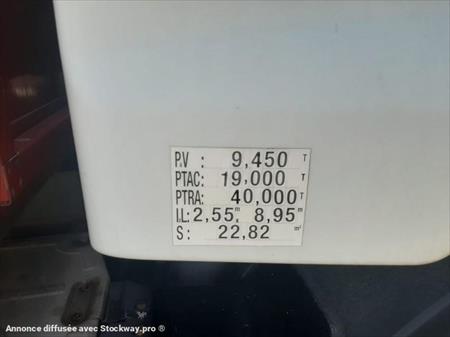 P.V : 9,450 T
PTAC: 19,000 T
PTRA: 40,000 T
l.L: 2,55 m 8,95 m
S : 22,82 m²
Annonce diffusée avec Stockway.pro ®